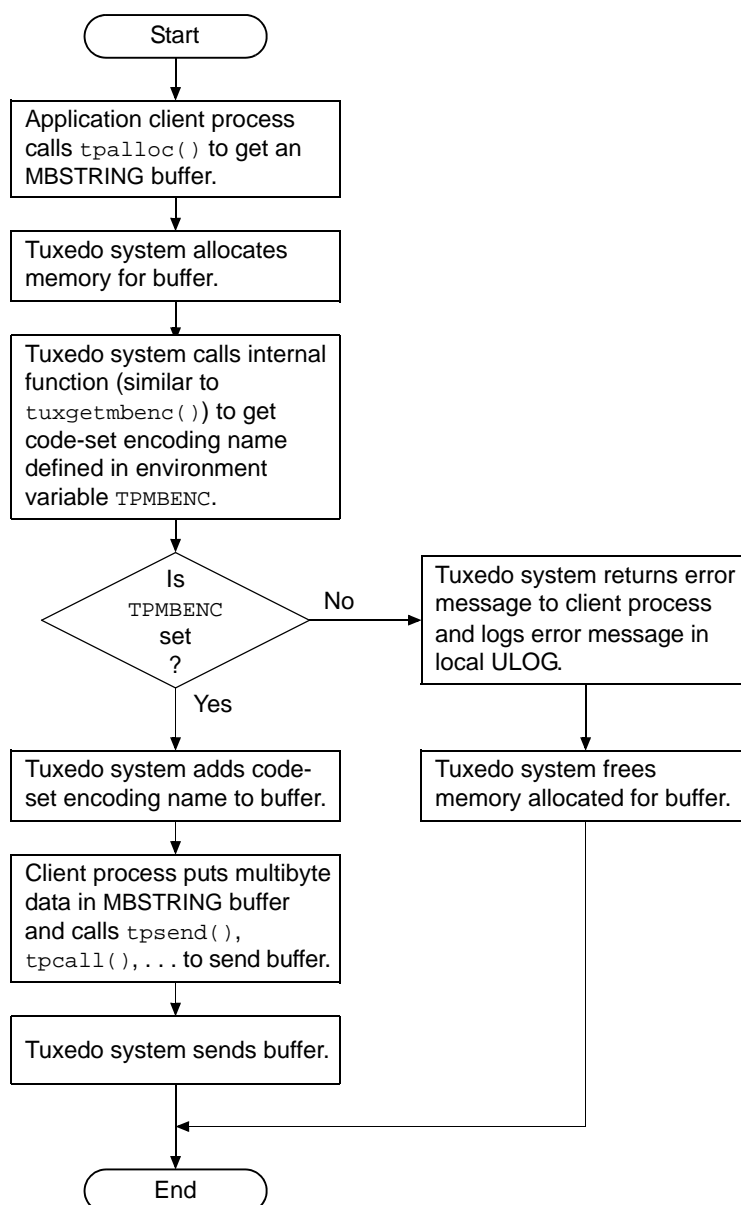 Start
Application client process
calls tpalloc() to get an
MBSTRING buffer.
Tuxedo system allocates
memory for buffer.
Tuxedo system calls internal
function (similar to
tuxgetmbenc()) to get
code-set encoding name
defined in environment
variable TPMBENC.
Is
TPMBENC
set
?
No
Tuxedo system returns error
message to client process
and logs error message in
local ULOG.
Yes
Tuxedo system adds code-
set encoding name to buffer.
Tuxedo system frees
memory allocated for buffer.
Client process puts multibyte
data in MBSTRING buffer
and calls tpsend(),
tpcall(),... to send buffer.
Tuxedo system sends buffer.
End